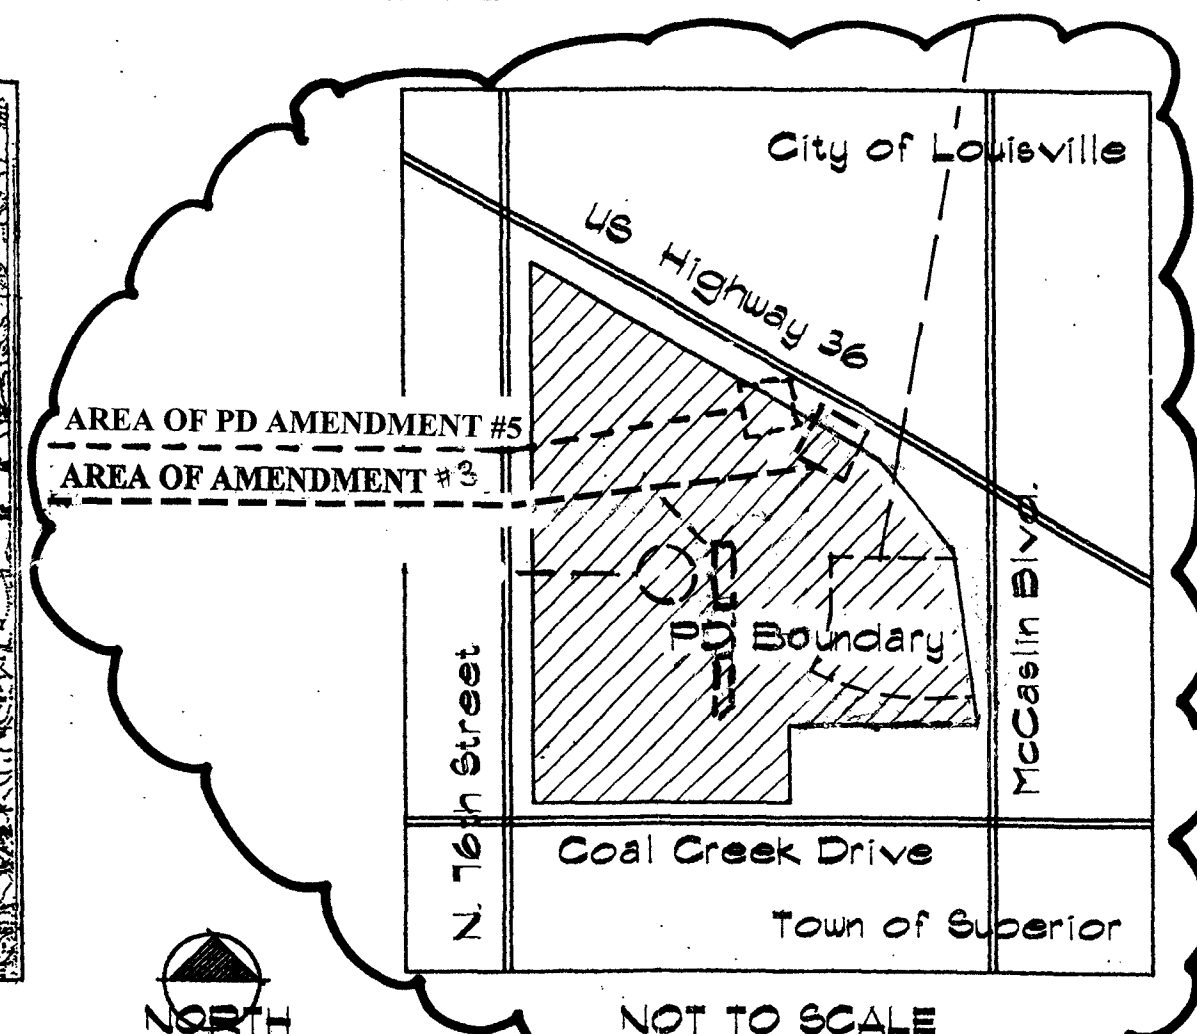 City of Louisville
US Highway 36
AREA OF PD AMENDMENT #5
AREA OF AMENDMENT #3
PD Boundary
McCaslin Blvd.
N. 76th Street
Coal Creek Drive
Town of Superior
NORTH
NOT TO SCALE